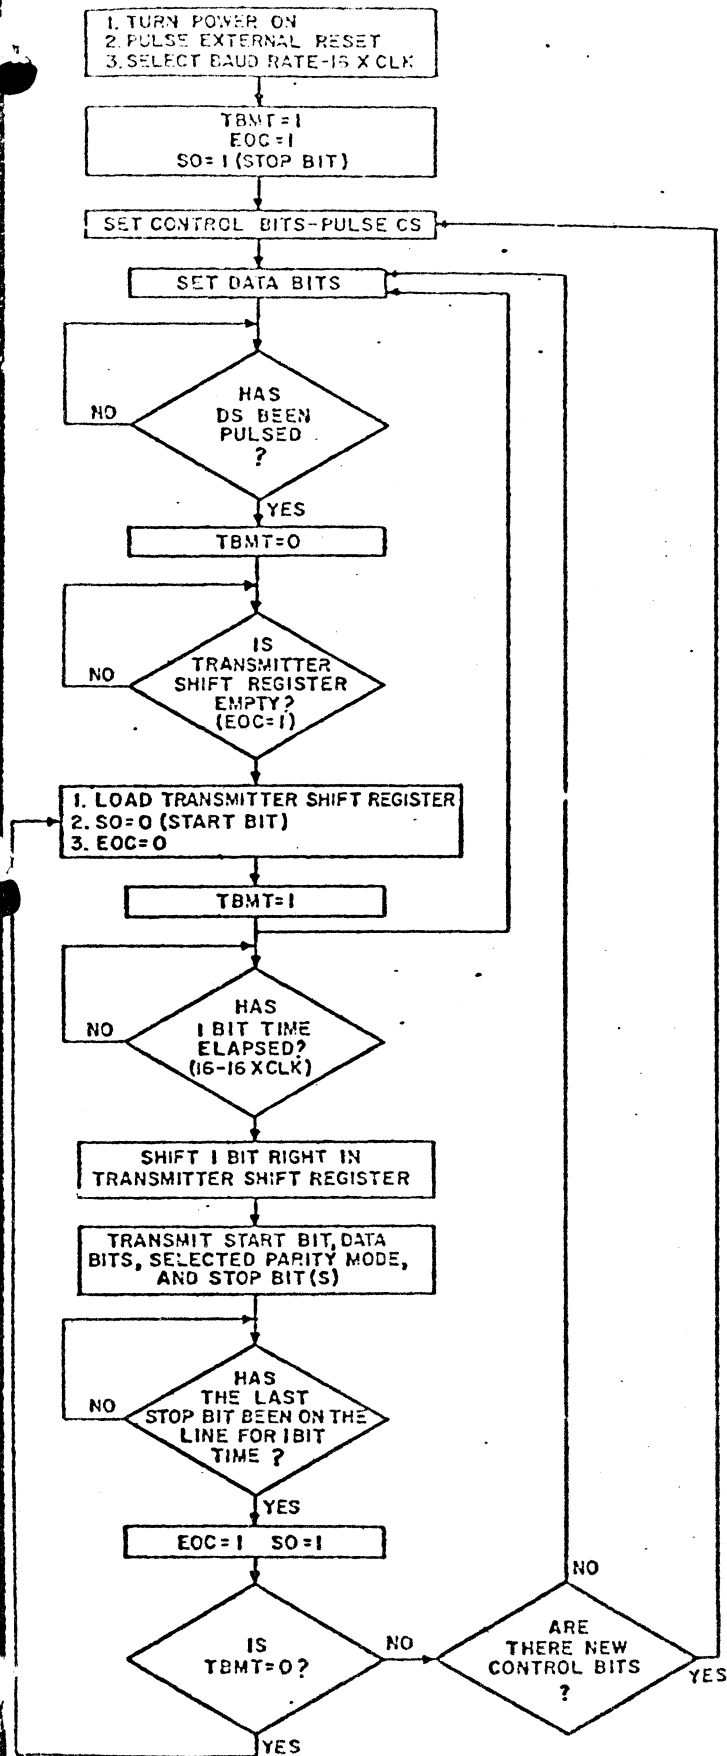 1. TURN POWER ON
2. PULSE EXTERNAL RESET
3. SELECT BAUD RATE-16 X CLK
TBMT=1
EOC=1
SO=1 (STOP BIT)
SET CONTROL BITS-PULSE CS
SET DATA BITS
HAS
DS BEEN
PULSED
?
NO
YES
TBMT=0
IS
TRANSMITTER
SHIFT REGISTER
EMPTY?
(EOC=1)
NO
1. LOAD TRANSMITTER SHIFT REGISTER
2. SO=0 (START BIT)
3. EOC=0
TBMT=1
HAS
1 BIT TIME
ELAPSED?
(16-16 XCLK)
NO
SHIFT 1 BIT RIGHT IN
TRANSMITTER SHIFT REGISTER
TRANSMIT START BIT, DATA
BITS, SELECTED PARITY MODE,
AND STOP BIT(S)
HAS
THE LAST
STOP BIT BEEN ON THE
LINE FOR 1BIT
TIME ?
NO
YES
EOC=1 SO=1
IS
TBMT=0?
NO
YES
ARE
THERE NEW
CONTROL BITS
?
NO
YES